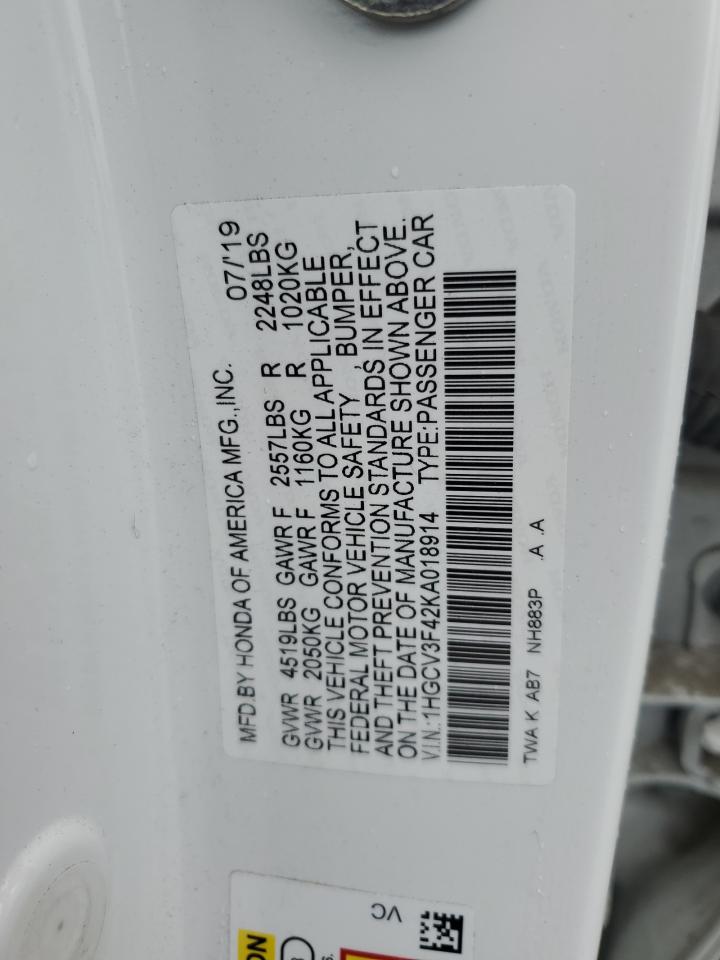 MFD.BY HONDA OF AMERICA MFG.,INC. 07/'19
GVWR 4519LBS GAWR F 2557LBS R 2248LBS
GVWR 2050KG GAWR F 1160KG R 1020KG
THIS VEHICLE CONFORMS TO ALL APPLICABLE
FEDERAL MOTOR VEHICLE SAFETY , BUMPER,
AND THEFT PREVENTION STANDARDS IN EFFECT
ON THE DATE OF MANUFACTURE SHOWN ABOVE.
V.I.N.:1HGCV3F42KA018914 TYPE:PASSENGER CAR
TWA K AB7 NH883P .A .A
VC